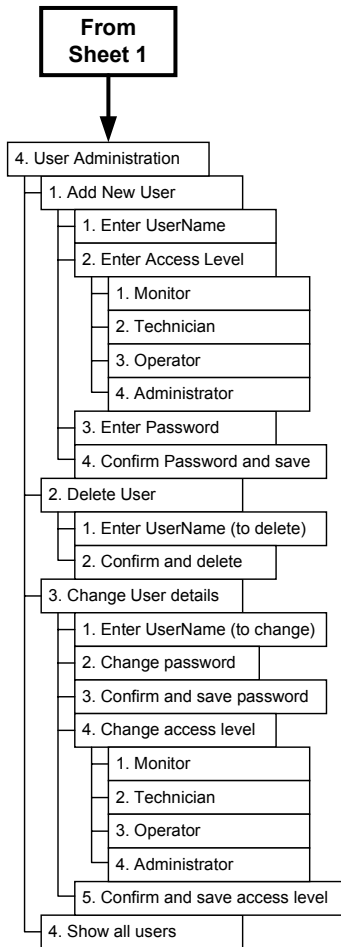 From
Sheet 1
4. User Administration
1. Add New User
1. Enter UserName
2. Enter Access Level
1. Monitor
2. Technician
3. Operator
4. Administrator
3. Enter Password
4. Confirm Password and save
2. Delete User
1. Enter UserName (to delete)
2. Confirm and delete
3. Change User details
1. Enter UserName (to change)
2. Change password
3. Confirm and save password
4. Change access level
1. Monitor
2. Technician
3. Operator
4. Administrator
5. Confirm and save access level
4. Show all users